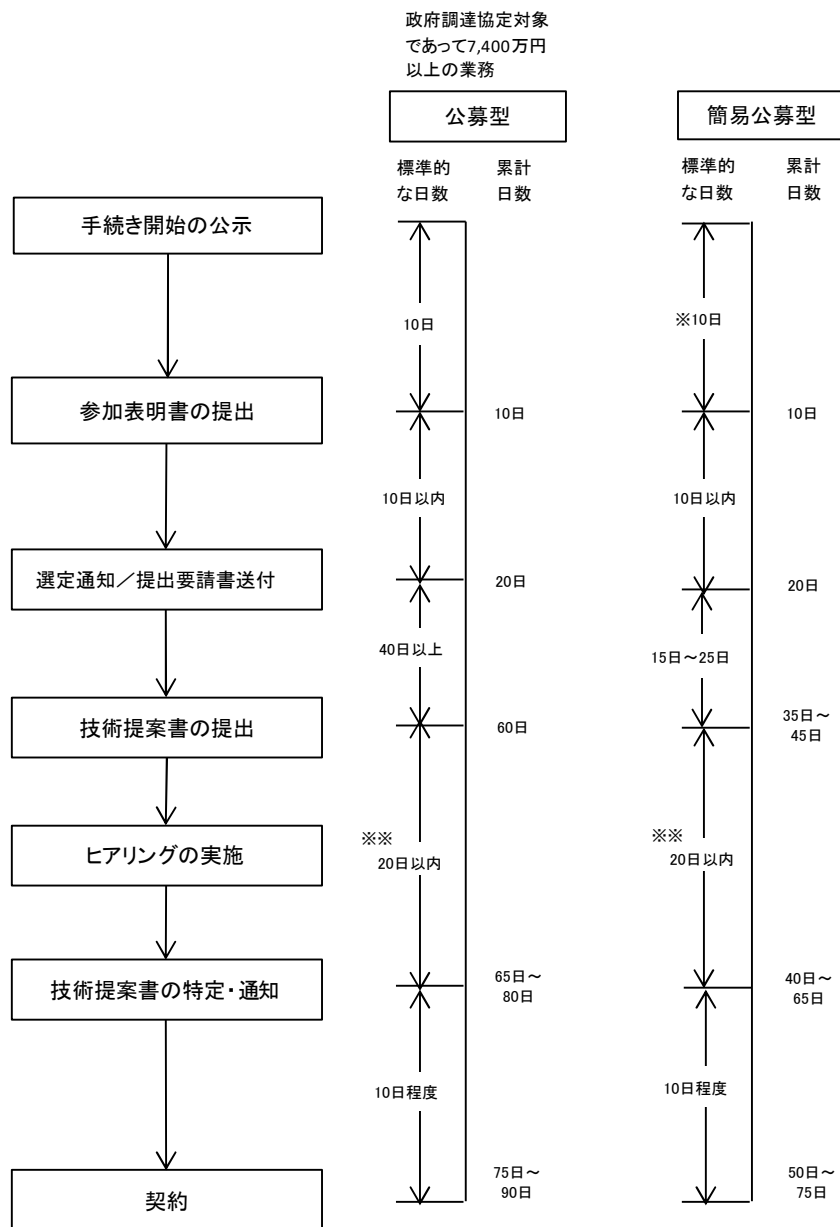 政府調達協定対象
であって7,400万円
以上の業務
公募型
簡易公募型
標準的
な日数
累計
日数
標準的
な日数
累計
日数
手続き開始の公示
10日
※10日
参加表明書の提出
10日
10日
10日以内
10日以内
選定通知／提出要請書送付
20日
20日
40日以上
15日～25日
技術提案書の提出
60日
35日～
45日
ヒアリングの実施
※※
20日以内
※※
20日以内
技術提案書の特定・通知
65日～
80日
40日～
65日
10日程度
10日程度
契約
75日～
90日
50日～
75日